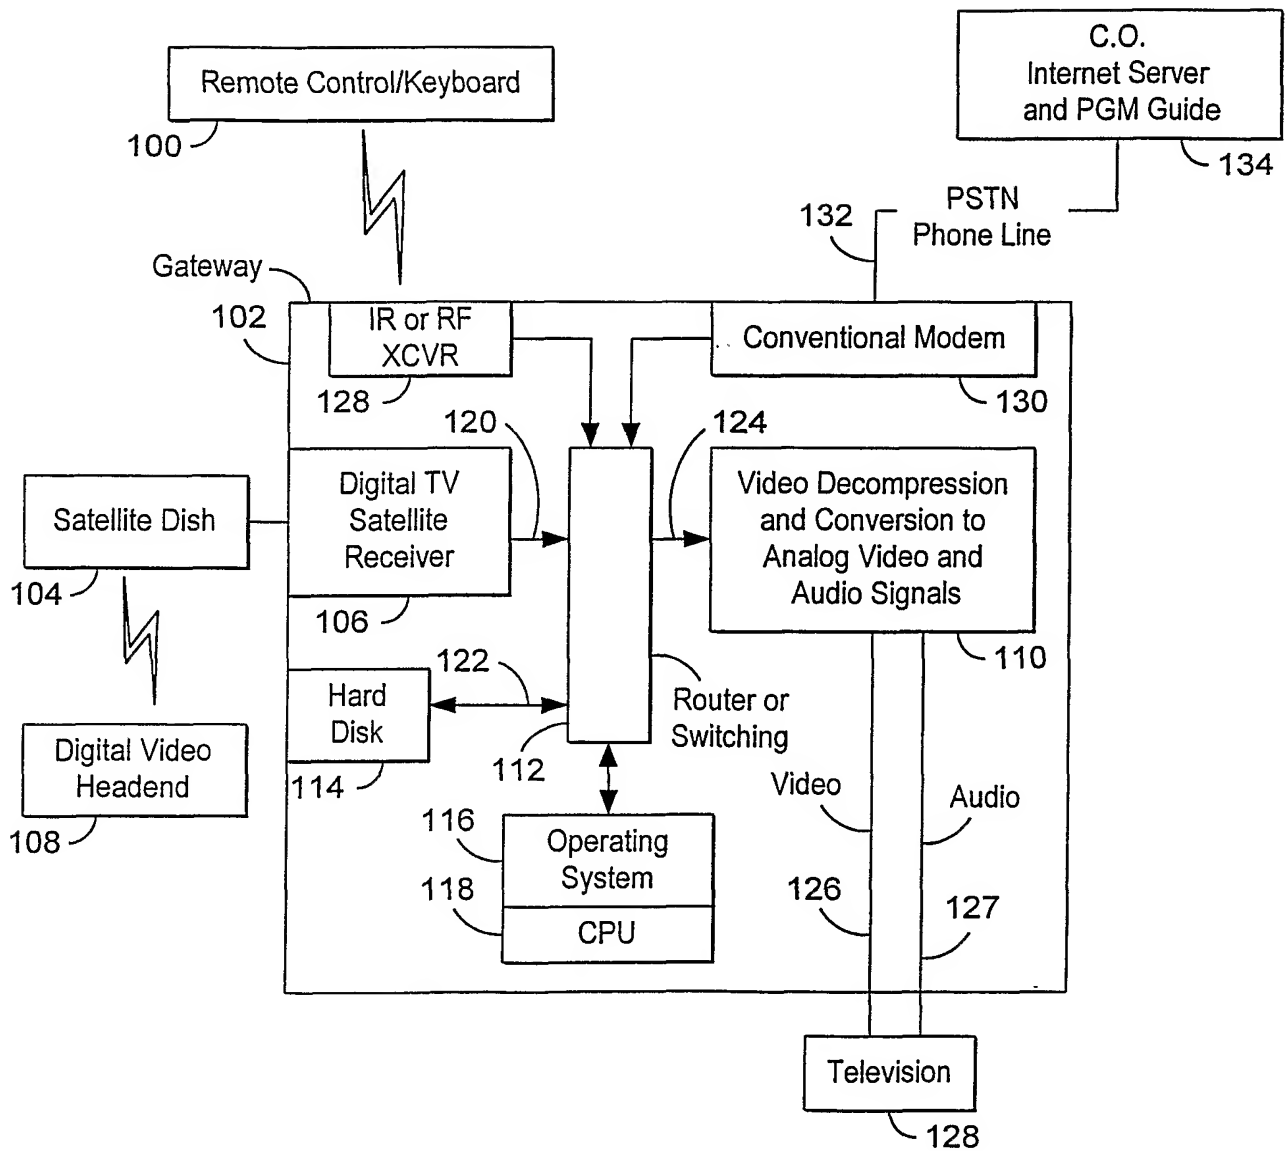 C.O.
Internet Server
and PGM Guide
134
Remote Control/Keyboard
100
PSTN
Phone Line
132
Gateway
102
IR or RF
XCVR
128
Conventional Modem
130
120
124
Digital TV
Satellite
Receiver
106
Video Decompression
and Conversion to
Analog Video and
Audio Signals
110
Satellite Dish
104
122
Hard
Disk
114
112
Router or
Switching
Digital Video
Headend
108
Video
Audio
116
Operating
System
118
CPU
126
127
Television
128